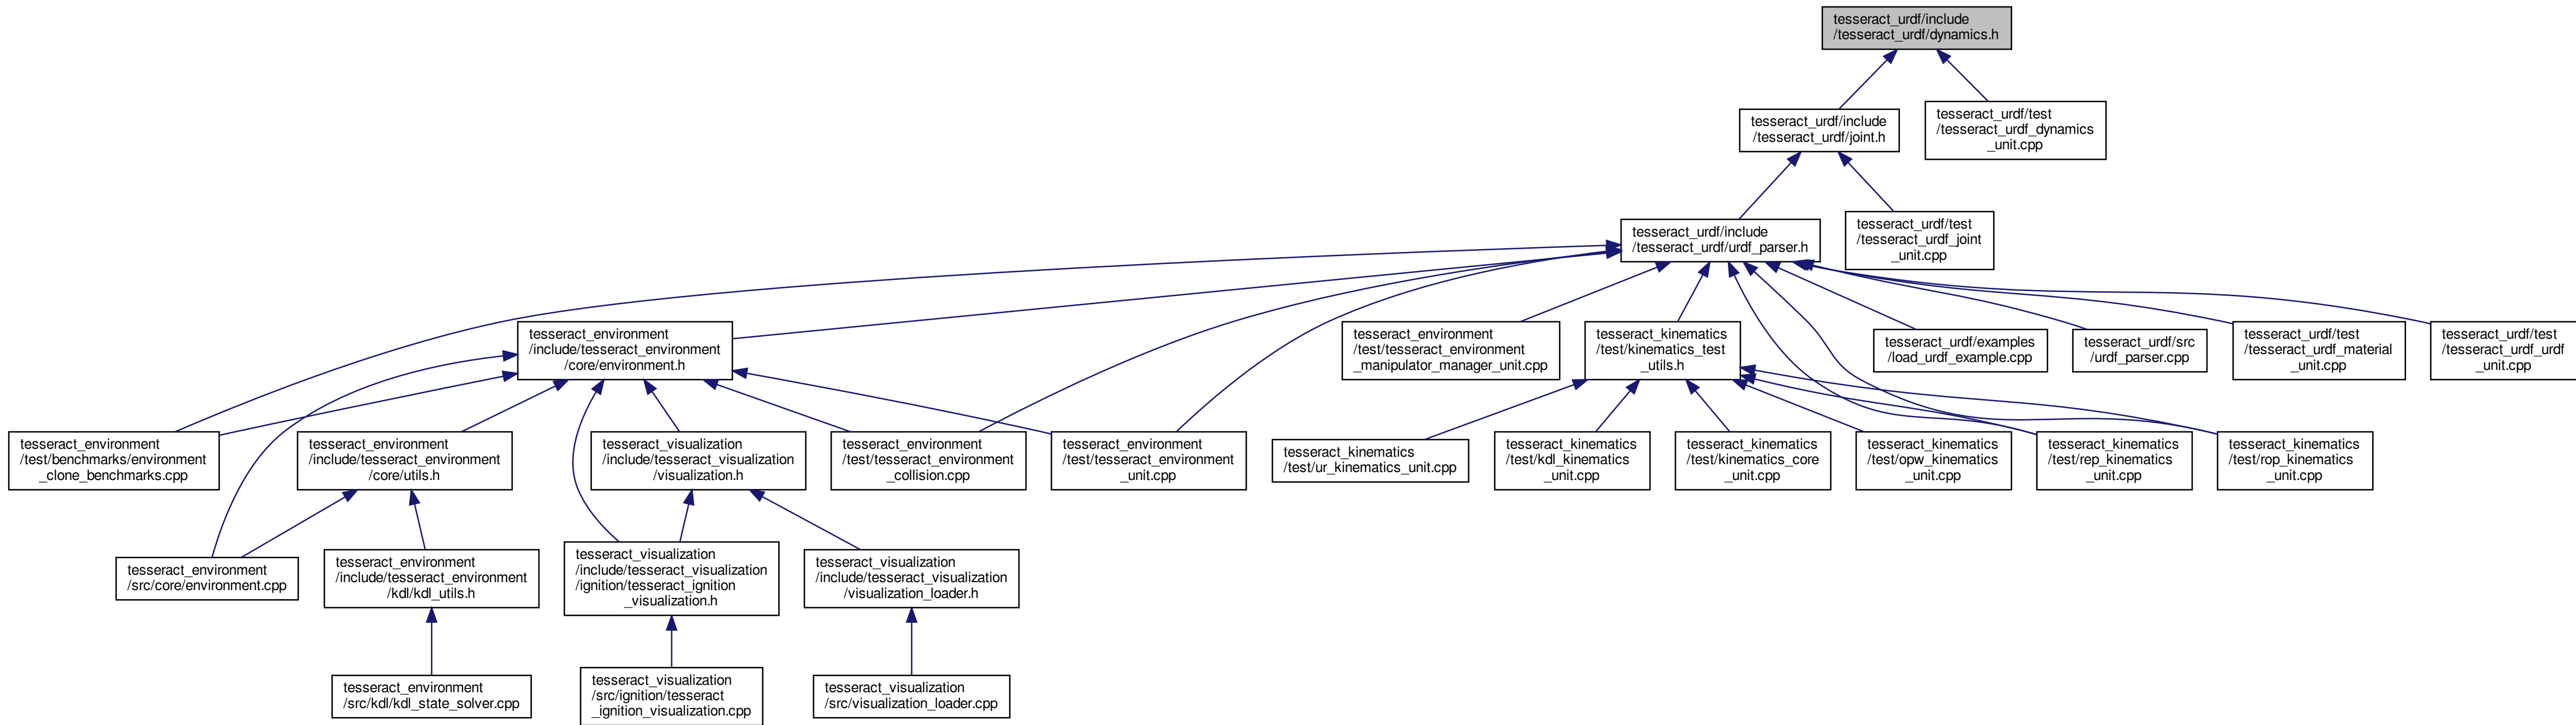 tesseract_urdf/include
/tesseract_urdf/dynamics.h
tesseract_urdf/include
/tesseract_urdf/joint.h
tesseract_urdf/test
/tesseract_urdf_dynamics
_unit.cpp
tesseract_urdf/include
/tesseract_urdf/urdf_parser.h
tesseract_urdf/test
/tesseract_urdf_joint
_unit.cpp
tesseract_environment
/include/tesseract_environment
/core/environment.h
tesseract_environment
/test/tesseract_environment
_manipulator_manager_unit.cpp
tesseract_kinematics
/test/kinematics_test
_utils.h
tesseract_urdf/examples
/load_urdf_example.cpp
tesseract_urdf/src
/urdf_parser.cpp
tesseract_urdf/test
/tesseract_urdf_material
_unit.cpp
tesseract_urdf/test
/tesseract_urdf_urdf
_unit.cpp
tesseract_environment
/test/benchmarks/environment
_clone_benchmarks.cpp
tesseract_environment
/include/tesseract_environment
/core/utils.h
tesseract_visualization
/include/tesseract_visualization
/visualization.h
tesseract_environment
/test/tesseract_environment
_collision.cpp
tesseract_environment
/test/tesseract_environment
_unit.cpp
tesseract_kinematics
/test/ur_kinematics_unit.cpp
tesseract_kinematics
/test/kdl_kinematics
_unit.cpp
tesseract_kinematics
/test/kinematics_core
_unit.cpp
tesseract_kinematics
/test/opw_kinematics
_unit.cpp
tesseract_kinematics
/test/rep_kinematics
_unit.cpp
tesseract_kinematics
/test/rop_kinematics
_unit.cpp
tesseract_environment
/src/core/environment.cpp
tesseract_environment
/include/tesseract_environment
/kdl/kdl_utils.h
tesseract_visualization
/include/tesseract_visualization
/ignition/tesseract_ignition
_visualization.h
tesseract_visualization
/include/tesseract_visualization
/visualization_loader.h
tesseract_environment
/src/kdl/kdl_state_solver.cpp
tesseract_visualization
/src/ignition/tesseract
_ignition_visualization.cpp
tesseract_visualization
/src/visualization_loader.cpp